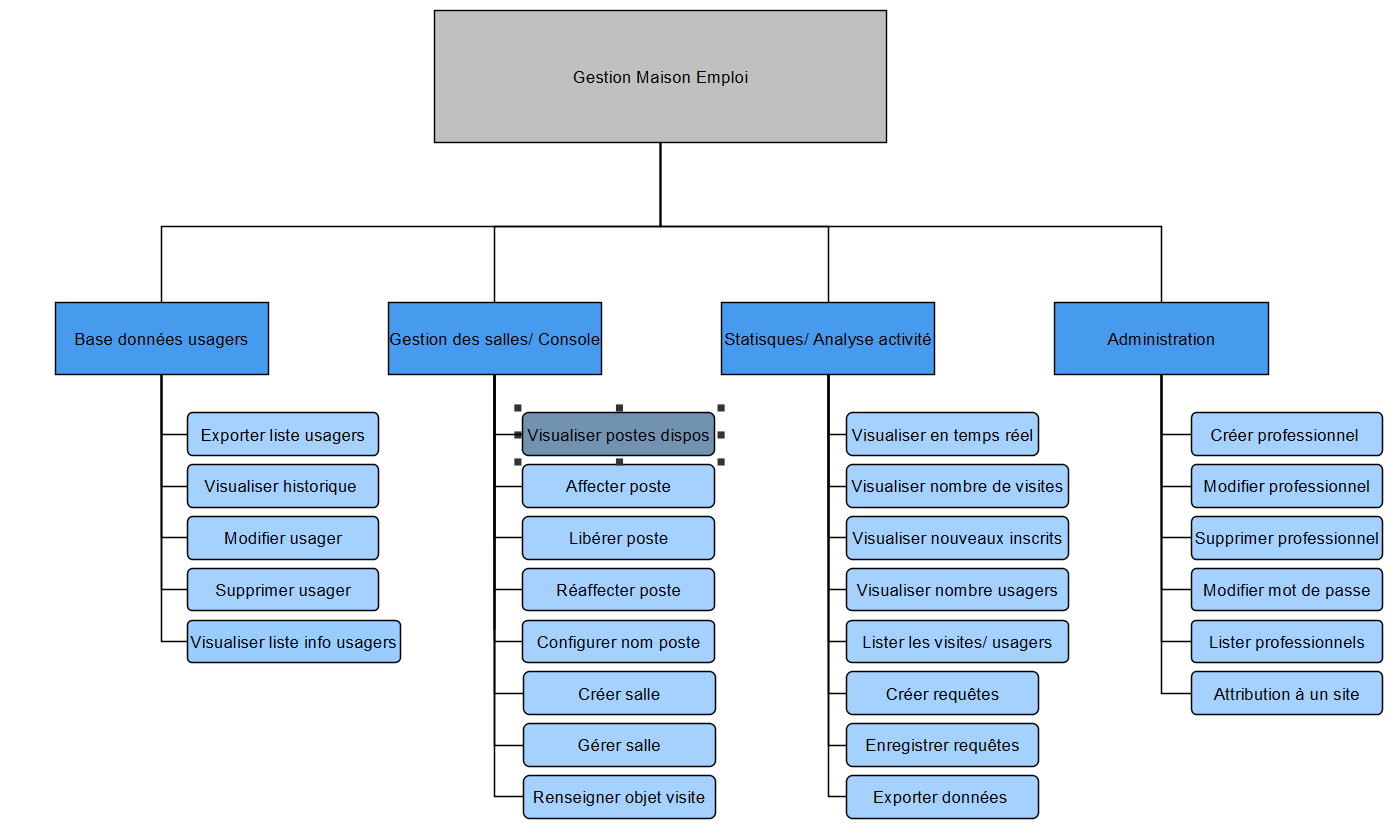 Gestion Maison Emploi
Base données usagers
Exporter liste usagers
Visualiser historique
Modifier usager
Supprimer usager
Visualiser liste info usagers
Gestion des salles/ Console
Visualiser postes dispos
Affecter poste
Libérer poste
Réaffecter poste
Configurer nom poste
Créer salle
Gérer salle
Renseigner objet visite
Statisques/ Analyse activité
Visualiser en temps réel
Visualiser nombre de visites
Visualiser nouveaux inscrits
Visualiser nombre usagers
Lister les visites/ usagers
Créer requêtes
Enregistrer requêtes
Exporter données
Administration
Créer professionnel
Modifier professionnel
Supprimer professionnel
Modifier mot de passe
Lister professionnels
Attribution à un site